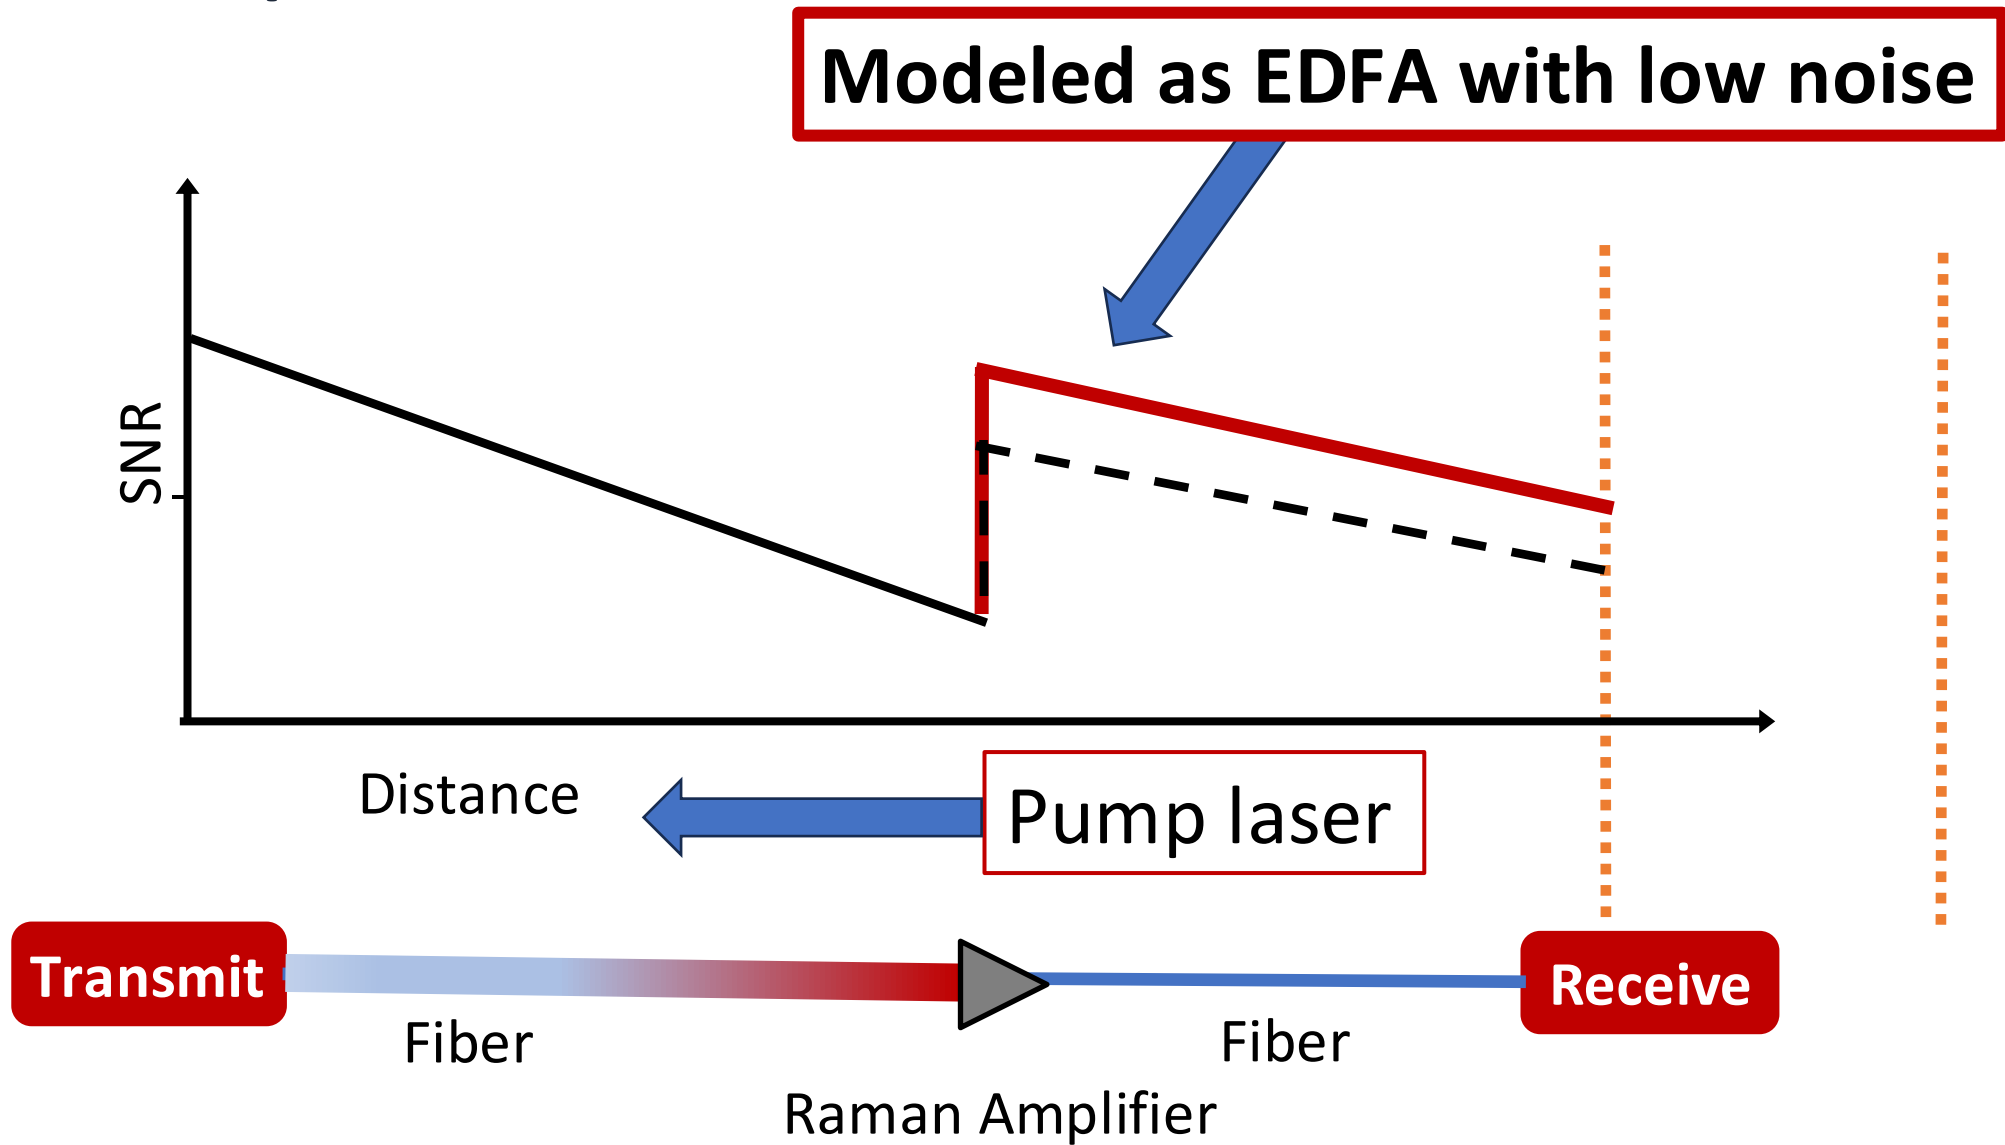 Modeled as EDFA with low noise
SNR
Distance
Pump laser
Transmit
Receive
Fiber
Fiber
Raman Amplifier